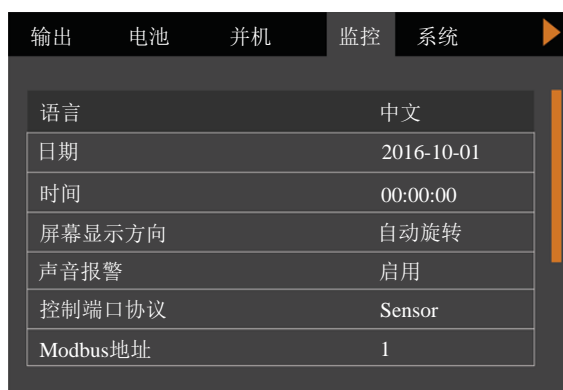 输出 电池 并机 监控 系统
语言 中文
日期 2016-10-01
时间 00:00:00
屏幕显示方向 自动旋转
声音报警 启用
控制端口协议 Sensor
Modbus地址 1